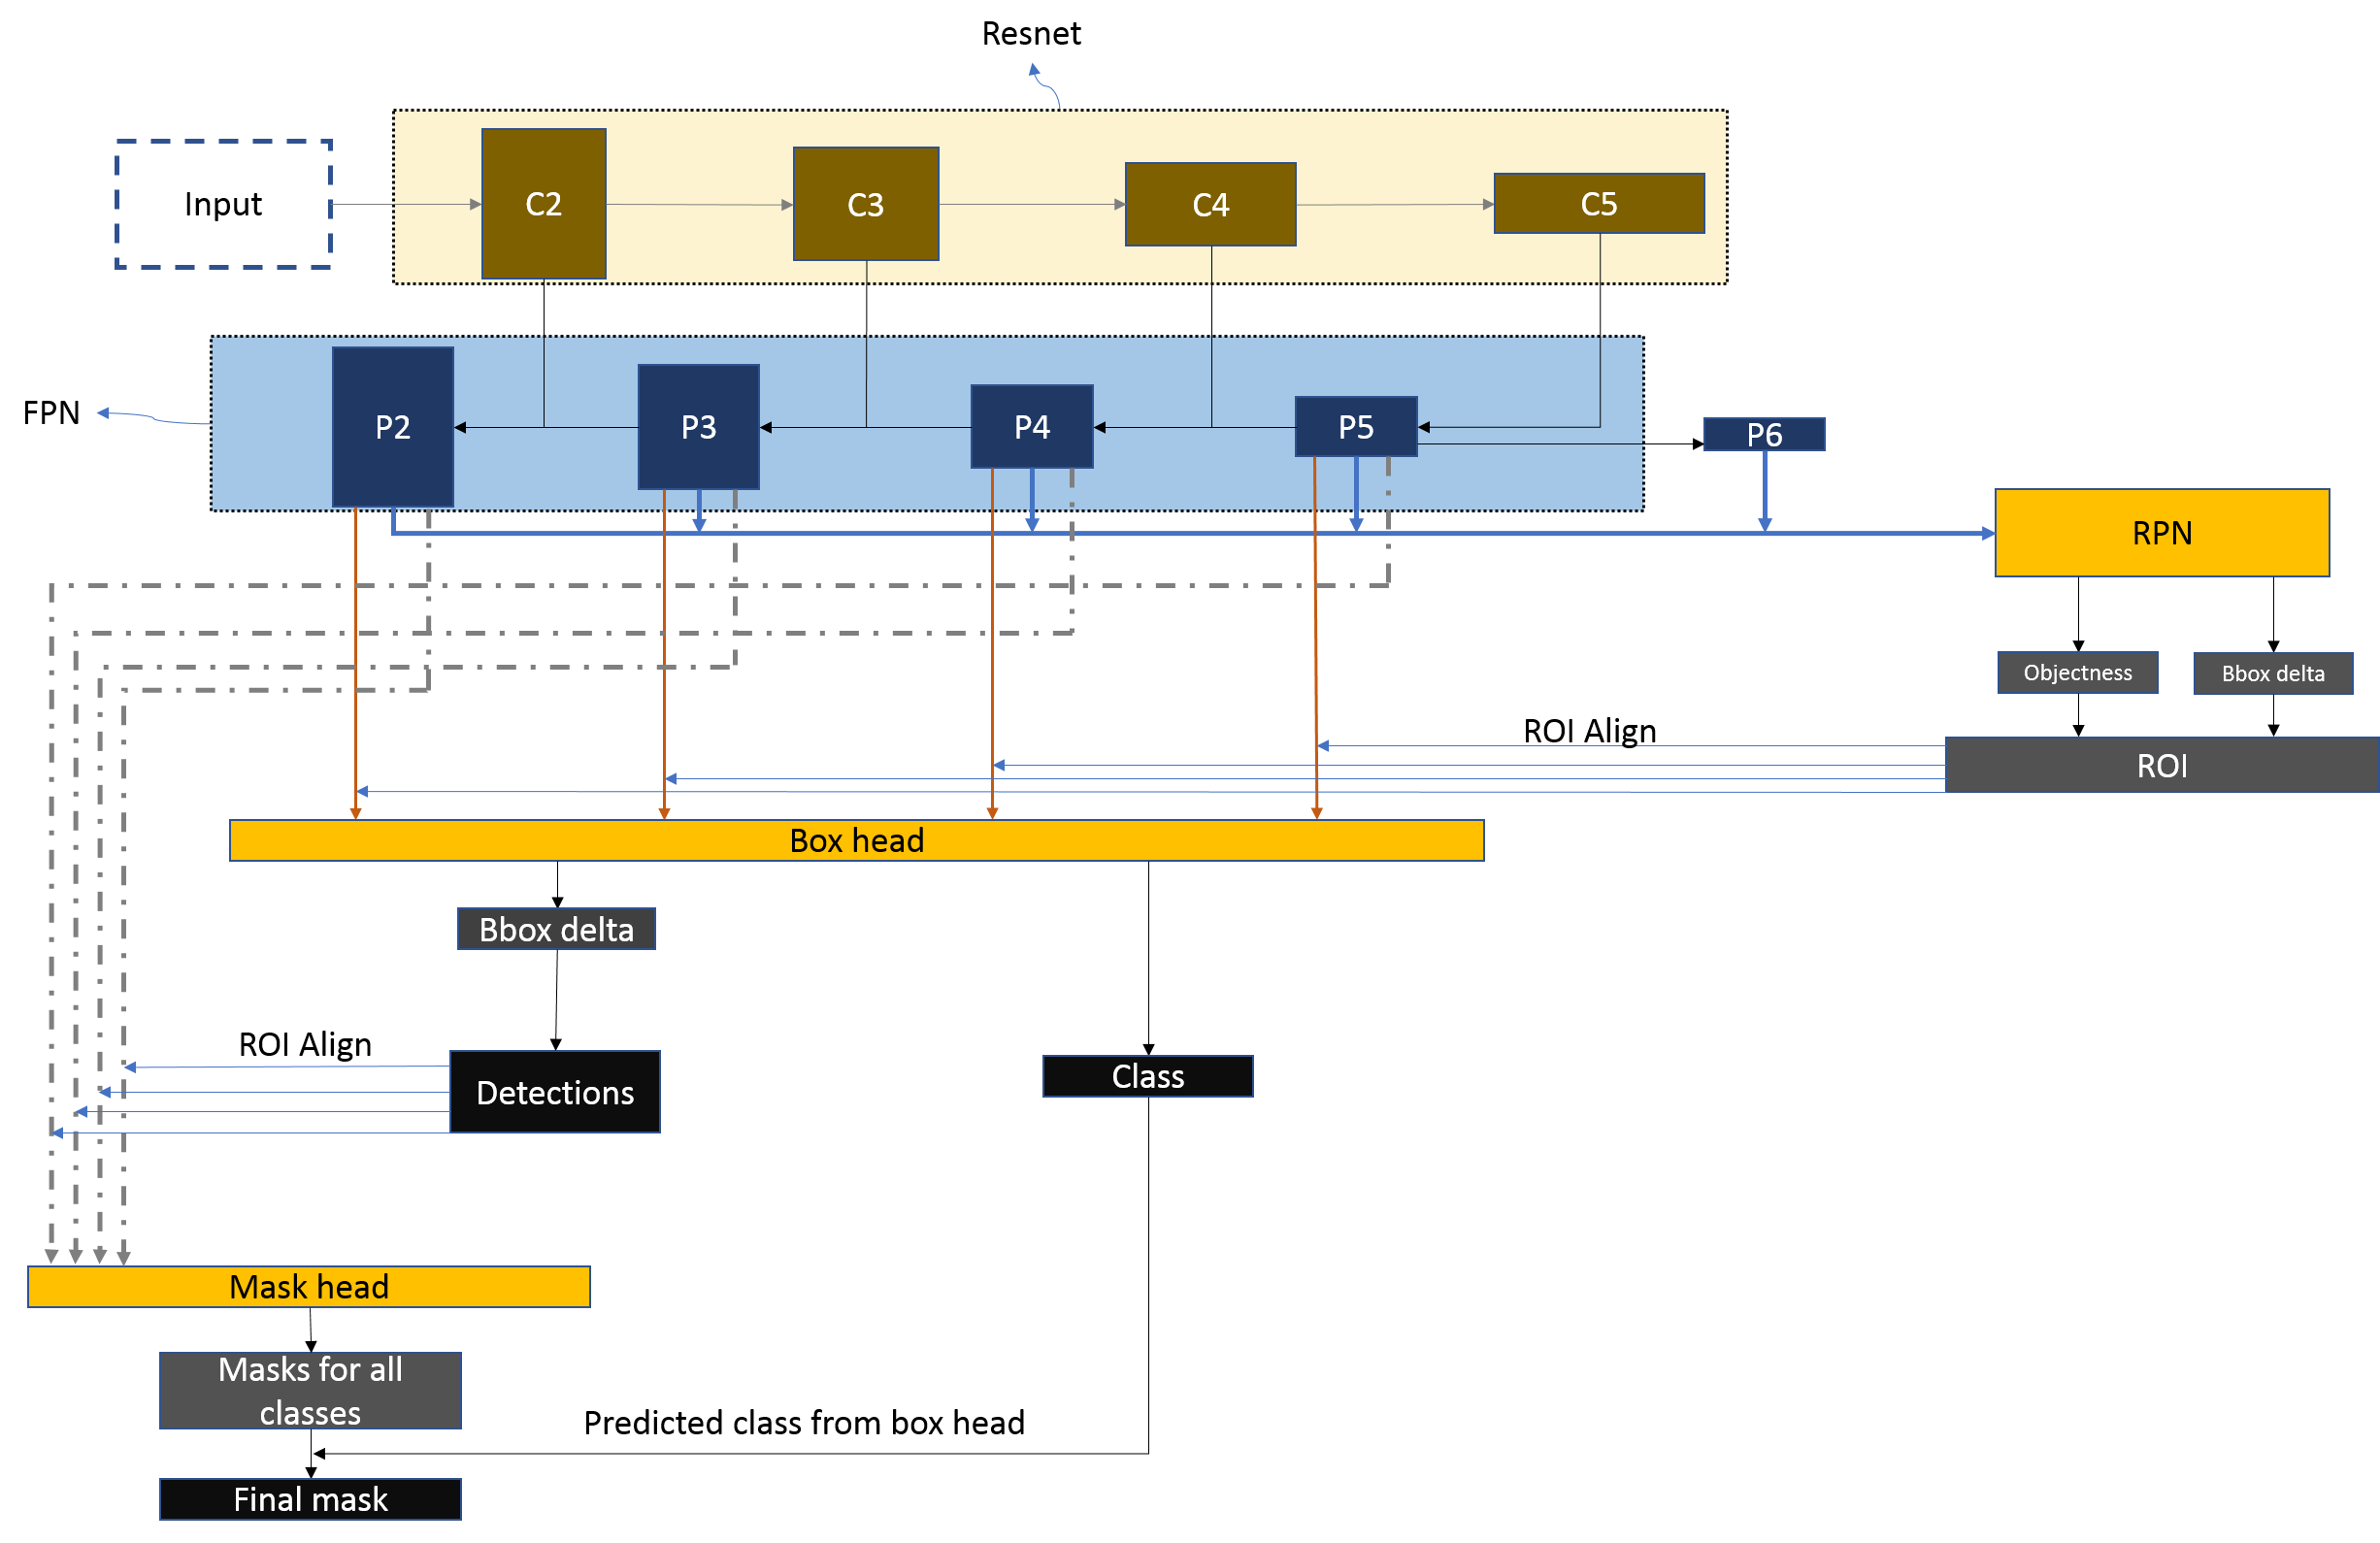 Resnet
Input
C2
C3
C4
C5
FPN
P2
P3
P4
P5
P6
RPN
Objectness
Bbox delta
ROI Align
ROI
Box head
Bbox delta
ROI Align
Detections
Class
Mask head
Masks for all
classes
Predicted class from box head
Final mask